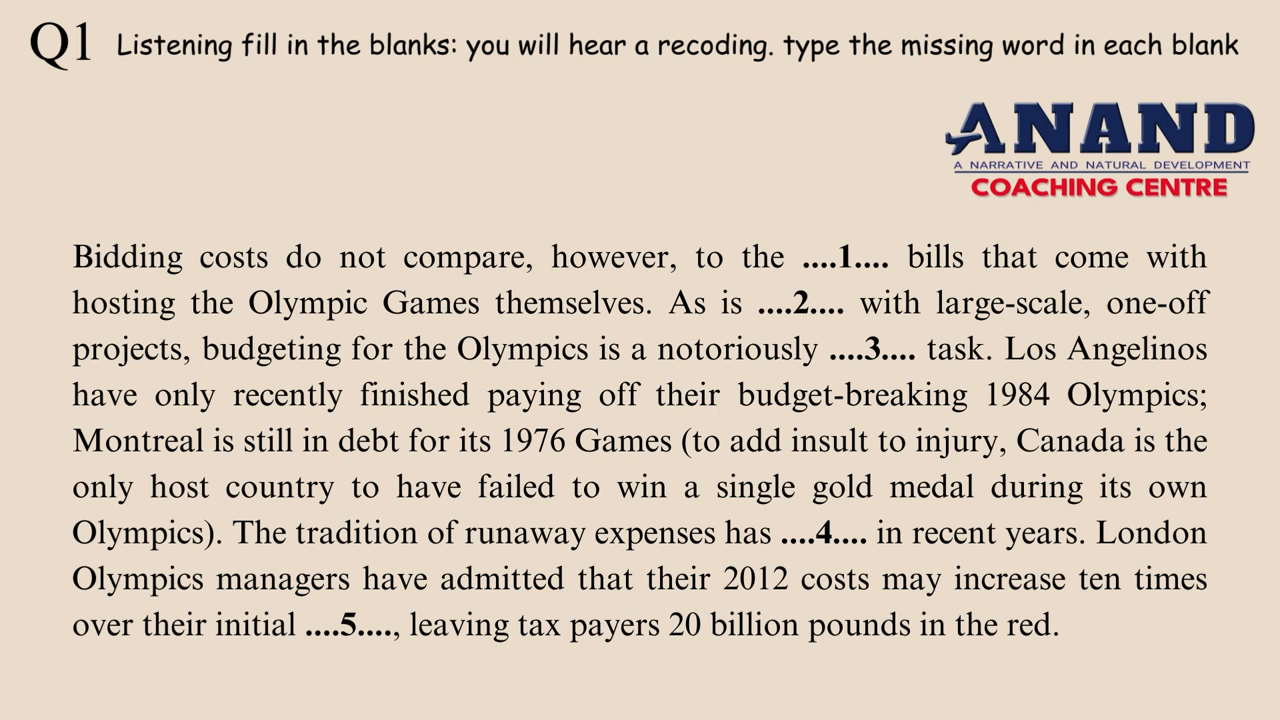 Q1 Listening fill in the blanks: you will hear a recoding. type the missing word in each blank
ANAND
A NARRATIVE AND NATURAL DEVELOPMENT
COACHING CENTRE
Bidding costs do not compare, however, to the ....1.... bills that come with
hosting the Olympic Games themselves. As is ....2.... with large-scale, one-off
projects, budgeting for the Olympics is a notoriously ....3.... task. Los Angelinos
have only recently finished paying off their budget-breaking 1984 Olympics;
Montreal is still in debt for its 1976 Games (to add insult to injury, Canada is the
only host country to have failed to win a single gold medal during its own
Olympics). The tradition of runaway expenses has ....4.... in recent years. London
Olympics managers have admitted that their 2012 costs may increase ten times
over their initial ....5...., leaving tax payers 20 billion pounds in the red.